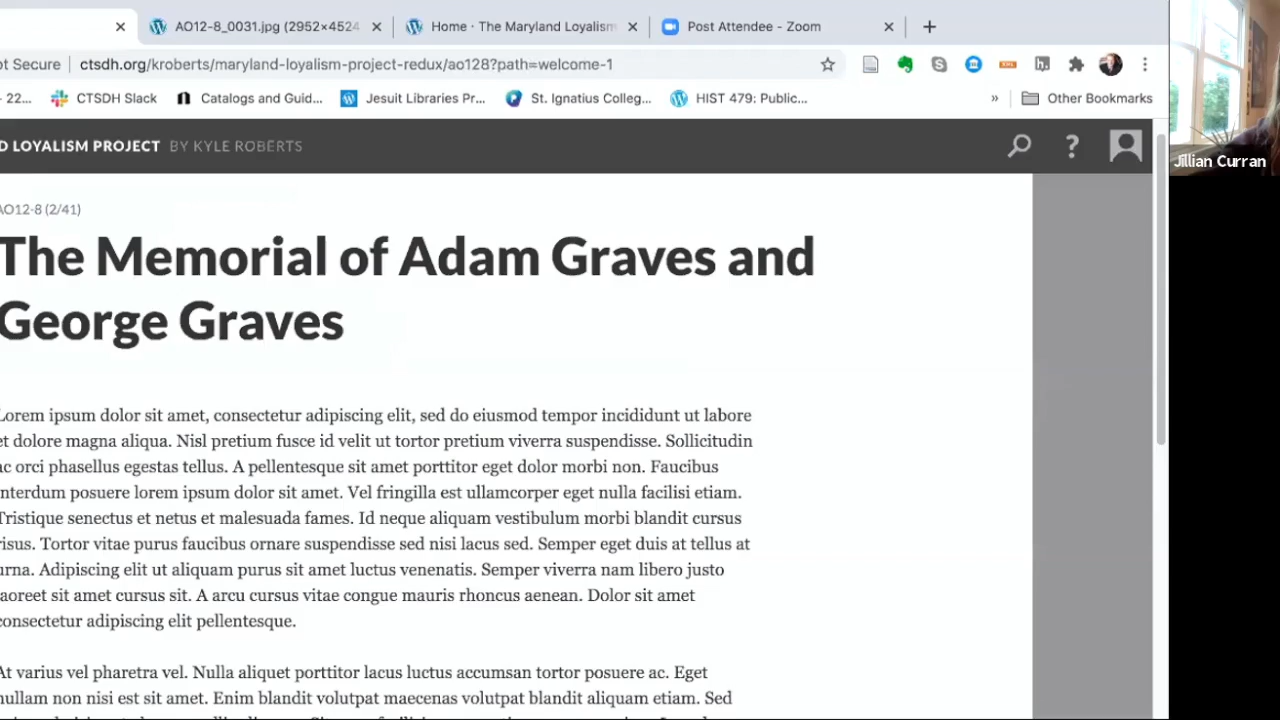 AO12-8_0031.jpg (2952×4524
Home · The Maryland Loyalism
Post Attendee - Zoom
t Secure
ctsdh.org/kroberts/maryland-loyalism-project-redux/ao128?path=welcome-1
- 22...
CTSDH Slack
Catalogs and Guid...
Jesuit Libraries Pr...
St. Ignatius Colleg...
HIST 479: Public...
»
Other Bookmarks
Jillian Curran
D LOYALISM PROJECT BY KYLE ROBERTS
?
AO12-8 (2/41)
The Memorial of Adam Graves and
George Graves
Lorem ipsum dolor sit amet, consectetur adipiscing elit, sed do eiusmod tempor incididunt ut labore
et dolore magna aliqua. Nisl pretium fusce id velit ut tortor pretium viverra suspendisse. Sollicitudin
ac orci phasellus egestas tellus. A pellentesque sit amet porttitor eget dolor morbi non. Faucibus
nterdum posuere lorem ipsum dolor sit amet. Vel fringilla est ullamcorper eget nulla facilisi etiam.
Tristique senectus et netus et malesuada fames. Id neque aliquam vestibulum morbi blandit cursus
risus. Tortor vitae purus faucibus ornare suspendisse sed nisi lacus sed. Semper eget duis at tellus at
urna. Adipiscing elit ut aliquam purus sit amet luctus venenatis. Semper viverra nam libero justo
laoreet sit amet cursus sit. A arcu cursus vitae congue mauris rhoncus aenean. Dolor sit amet
consectetur adipiscing elit pellentesque.
At varius vel pharetra vel. Nulla aliquet porttitor lacus luctus accumsan tortor posuere ac. Eget
nullam non nisi est sit amet. Enim blandit volutpat maecenas volutpat blandit aliquam etiam. Sed